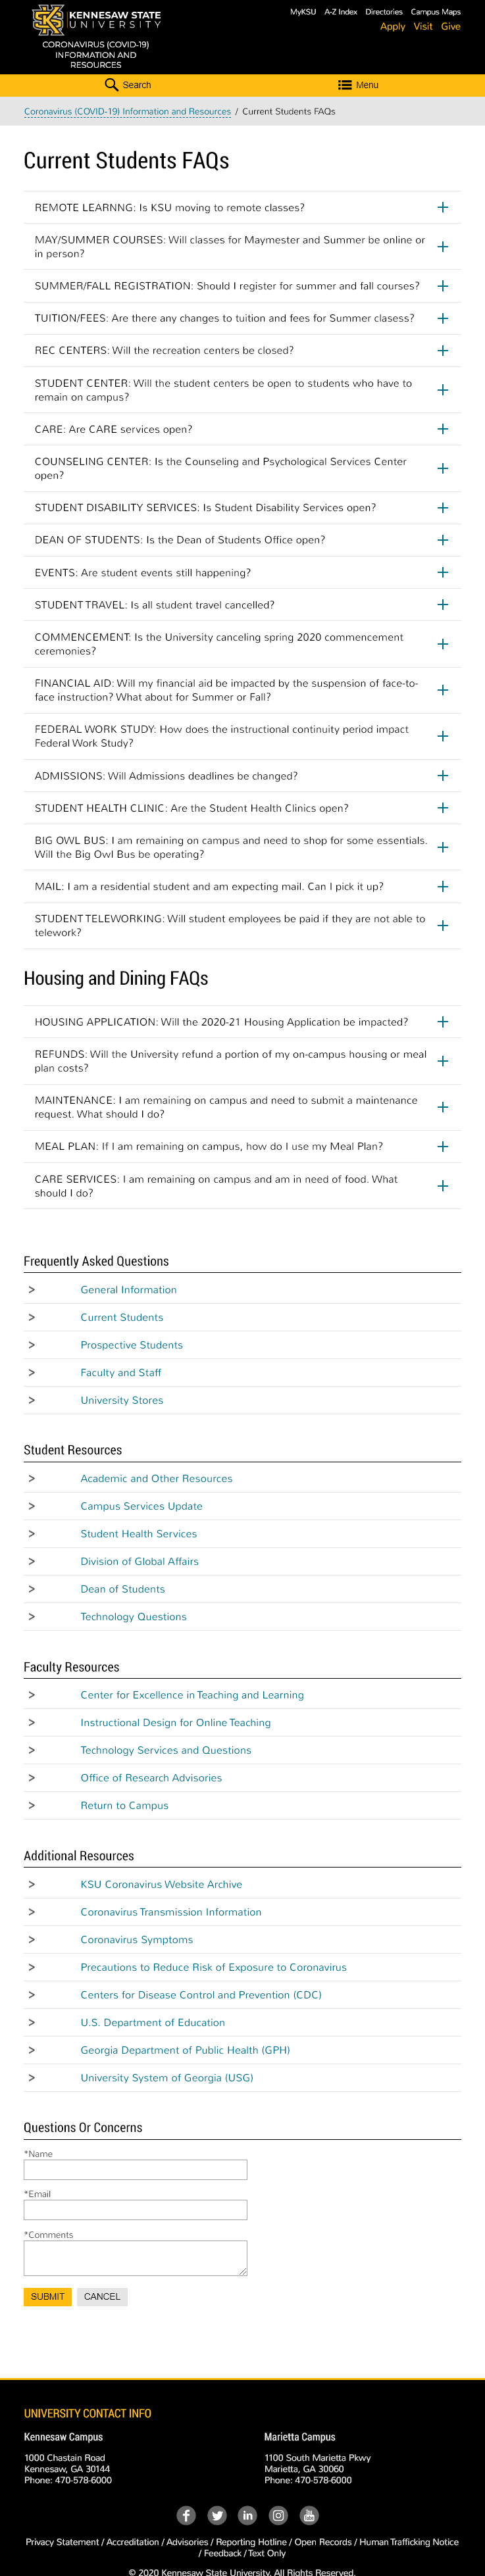 KENNESAW STATE
UNIVERSITY
MyKSU A-Z Index Directories Campus Maps
Apply Visit Give
CORONAVIRUS (COVID-19)
INFORMATION AND
RESOURCES
Search Menu
Coronavirus (COVID-19) Information and Resources / Current Students FAQs
Current Students FAQs
REMOTE LEARNNG: Is KSU moving to remote classes?
MAY/SUMMER COURSES: Will classes for Maymester and Summer be online or
in person?
SUMMER/FALL REGISTRATION: Should I register for summer and fall courses?
TUITION/FEES: Are there any changes to tuition and fees for Summer clasess?
REC CENTERS: Will the recreation centers be closed?
STUDENT CENTER: Will the student centers be open to students who have to
remain on campus?
CARE: Are CARE services open?
COUNSELING CENTER: Is the Counseling and Psychological Services Center
open?
STUDENT DISABILITY SERVICES: Is Student Disability Services open?
DEAN OF STUDENTS: Is the Dean of Students Office open?
EVENTS: Are student events still happening?
STUDENT TRAVEL: Is all student travel cancelled?
COMMENCEMENT: Is the University canceling spring 2020 commencement
ceremonies?
FINANCIAL AID: Will my financial aid be impacted by the suspension of face-to-
face instruction? What about for Summer or Fall?
FEDERAL WORK STUDY: How does the instructional continuity period impact
Federal Work Study?
ADMISSIONS: Will Admissions deadlines be changed?
STUDENT HEALTH CLINIC: Are the Student Health Clinics open?
BIG OWL BUS: I am remaining on campus and need to shop for some essentials.
Will the Big Owl Bus be operating?
MAIL: I am a residential student and am expecting mail. Can I pick it up?
STUDENT TELEWORKING: Will student employees be paid if they are not able to
telework?
Housing and Dining FAQs
HOUSING APPLICATION: Will the 2020-21 Housing Application be impacted?
REFUNDS: Will the University refund a portion of my on-campus housing or meal
plan costs?
MAINTENANCE: I am remaining on campus and need to submit a maintenance
request. What should I do?
MEAL PLAN: If I am remaining on campus, how do I use my Meal Plan?
CARE SERVICES: I am remaining on campus and am in need of food. What
should I do?
Frequently Asked Questions
> General Information
> Current Students
> Prospective Students
> Faculty and Staff
> University Stores
Student Resources
> Academic and Other Resources
> Campus Services Update
> Student Health Services
> Division of Global Affairs
> Dean of Students
> Technology Questions
Faculty Resources
> Center for Excellence in Teaching and Learning
> Instructional Design for Online Teaching
> Technology Services and Questions
> Office of Research Advisories
> Return to Campus
Additional Resources
> KSU Coronavirus Website Archive
> Coronavirus Transmission Information
> Coronavirus Symptoms
> Precautions to Reduce Risk of Exposure to Coronavirus
> Centers for Disease Control and Prevention (CDC)
> U.S. Department of Education
> Georgia Department of Public Health (GPH)
> University System of Georgia (USG)
Questions Or Concerns
*Name
*Email
*Comments
SUBMIT CANCEL
UNIVERSITY CONTACT INFO
Kennesaw Campus
1000 Chastain Road
Kennesaw, GA 30144
Phone: 470-578-6000
Marietta Campus
1100 South Marietta Pkwy
Marietta, GA 30060
Phone: 470-578-6000
Privacy Statement / Accreditation / Advisories / Reporting Hotline / Open Records / Human Trafficking Notice
/ Feedback / Text Only
© 2020 Kennesaw State University. All Rights Reserved.